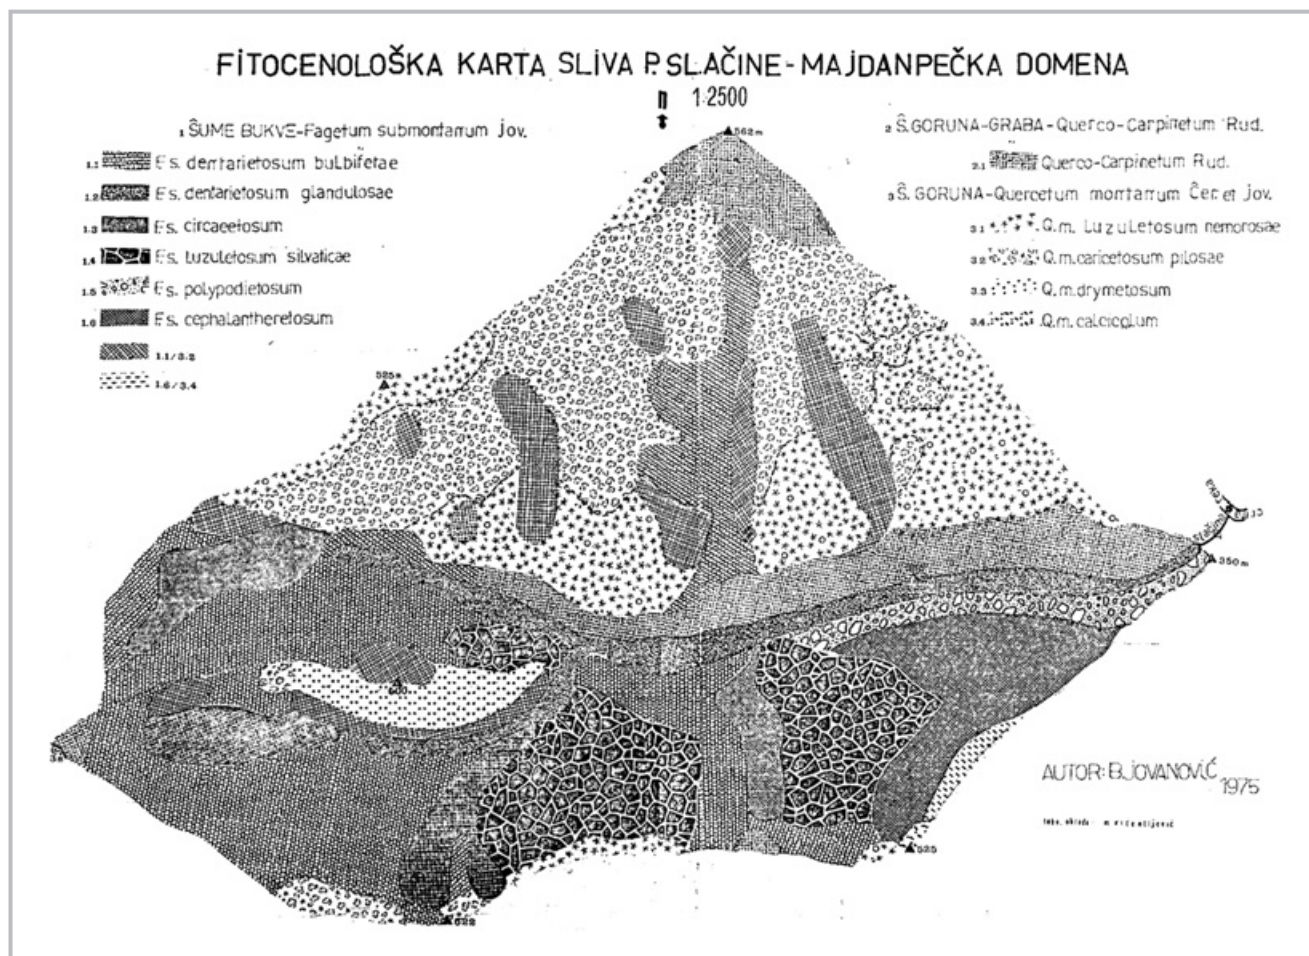 FITOCENOLOŠKA KARTA SLIVA P. SLAČINE-MAJDANPEČKA DOMENA
1:2500
1 ŠUME BUKVE-Fagetum submontanum Jov.
1.1 F.s. dentarietosum bulbiferae
1.2 F.s. dentarietosum glandulosae
1.3 F.s. circaeetosum
1.4 F.s. Luzuletosum silvaticae
1.5 F.s. polypodietosum
1.6 F.s. cephalantheretosum
1.1/3.2
1.6/3.4
2 Š.GORUNA-GRABA-Querco-Carpinetum Rud.
2.1 Querco-Carpinetum Rud.
3 Š.GORUNA-Quercetum montanum Čer. et Jov.
3.1 Q.m. Luzuletosum nemorosae
3.2 Q.m. caricetosum pilosae
3.3 Q.m. drymetosum
3.4 Q.m. calcicolum
562m
525m
reka
350m
525
522
AUTOR: B. JOVANOVIĆ
1975